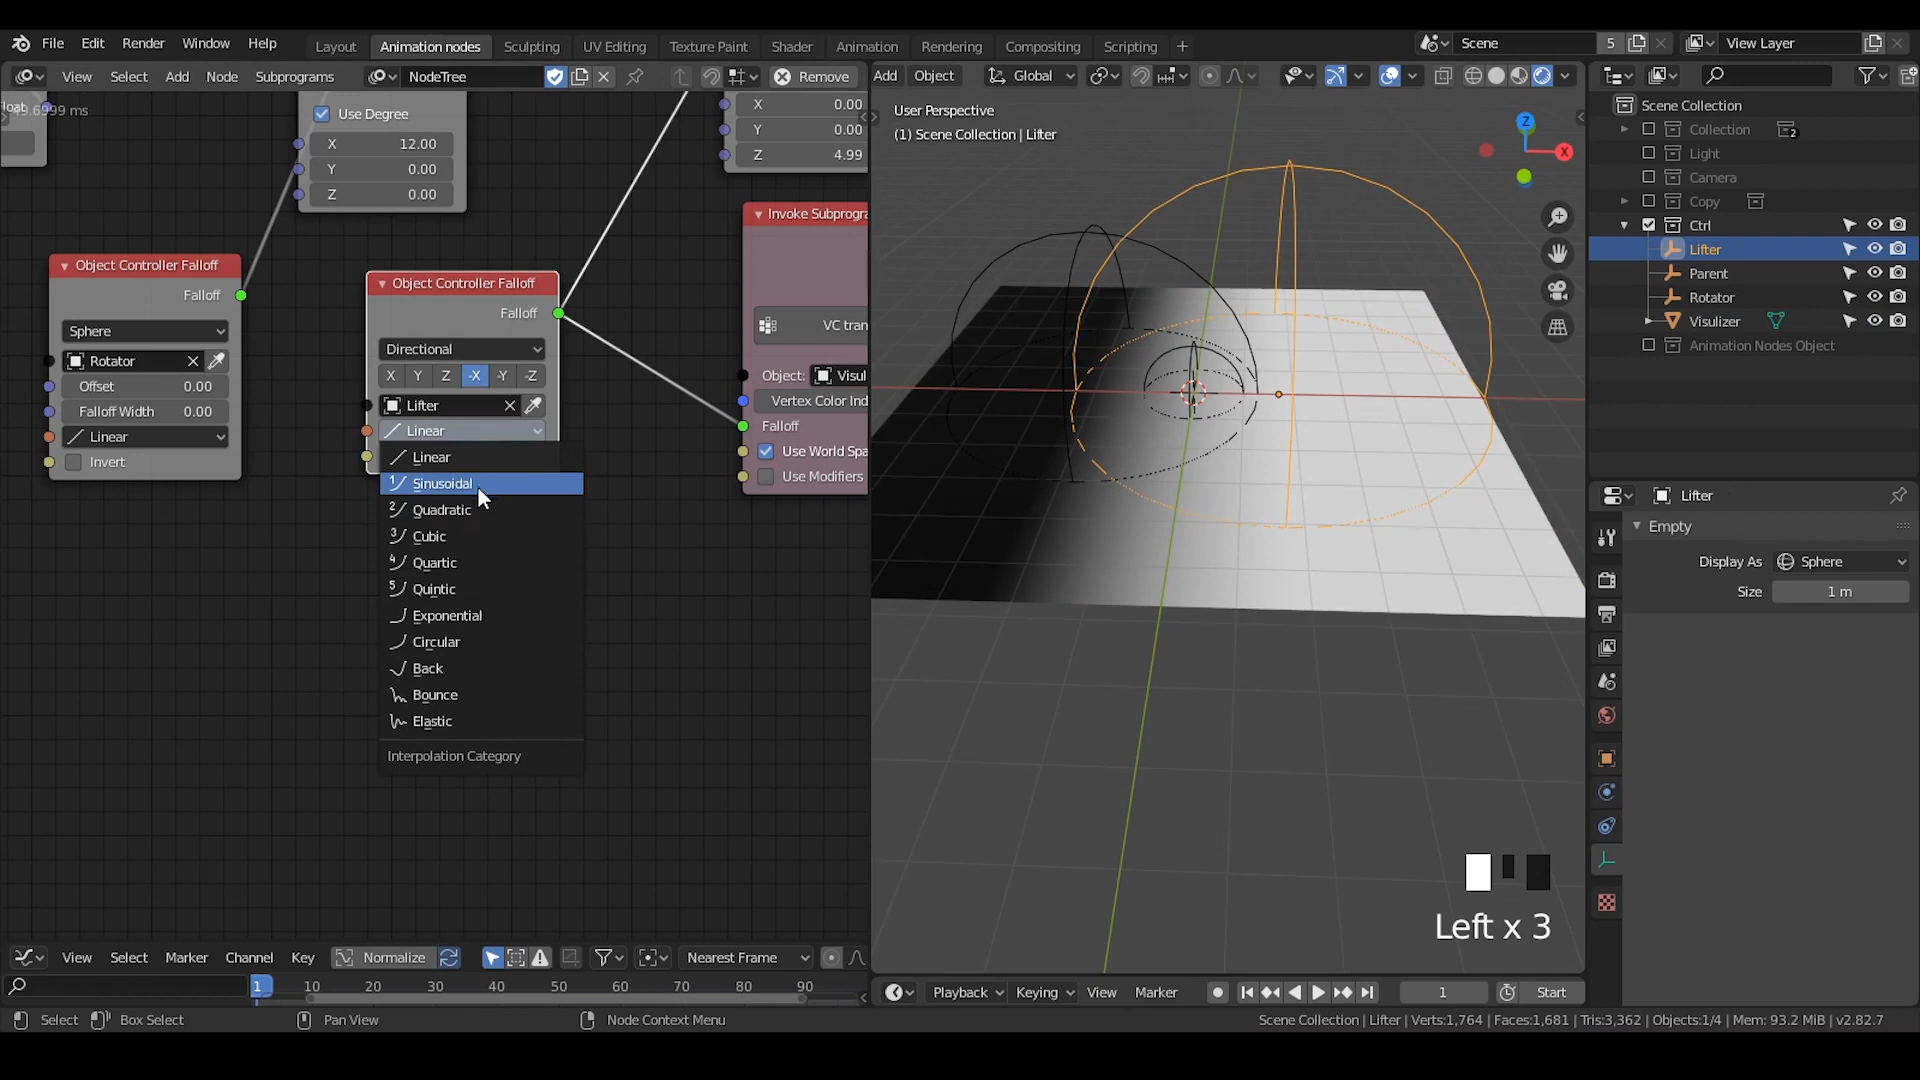 File Edit Render Window Help
Layout Animation nodes Sculpting UV Editing Texture Paint Shader Animation Rendering Compositing Scripting +
Scene 5 View Layer
View Select Add Node Subprograms NodeTree Remove
Add Object Global
loat
49.6999 ms
Use Degree
X 12.00
Y 0.00
Z 0.00
X 0.00
Y 0.00
Z 4.99
Object Controller Falloff
Falloff
Sphere
Rotator
Offset 0.00
Falloff Width 0.00
Linear
Invert
Object Controller Falloff
Falloff
Directional
X Y Z -X -Y -Z
Lifter
Linear
Linear
Sinusoidal
Quadratic
Cubic
Quartic
Quintic
Exponential
Circular
Back
Bounce
Elastic
Interpolation Category
Invoke Subprogra
VC tran
Object: Visul
Vertex Color Ind
Falloff
Use World Spa
Use Modifiers
User Perspective
(1) Scene Collection | Lifter
Z
X
Left x 3
Scene Collection
Collection 2
Light
Camera
Copy
Ctrl
Lifter
Parent
Rotator
Visulizer
Animation Nodes Object
Lifter
Empty
Display As Sphere
Size 1 m
View Select Marker Channel Key Normalize Nearest Frame
1 10 20 30 40 50 60 70 80 90
Playback Keying View Marker 1 Start
Select Box Select Pan View Node Context Menu
Scene Collection | Lifter | Verts:1,764 | Faces:1,681 | Tris:3,362 | Objects:1/4 | Mem: 93.2 MiB | v2.82.7